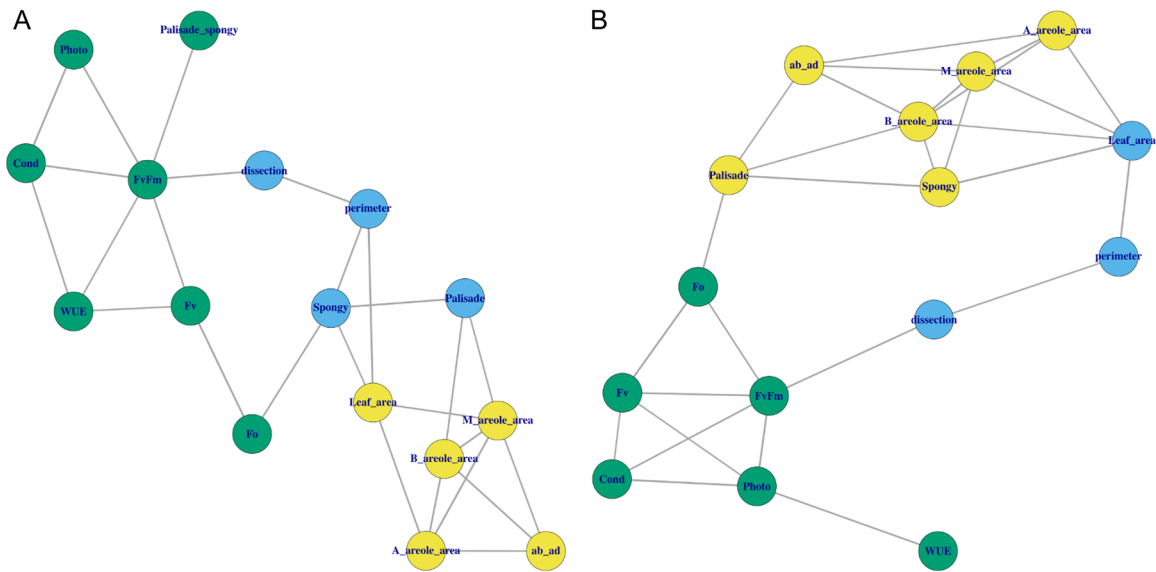 A
Palisade_spongy
Photo
Cond
FvFm
dissection
perimeter
WUE
Fv
Spongy
Palisade
Leaf_area
M_areole_area
Fo
B_areole_area
A_areole_area
ab_ad
B
A_areole_area
ab_ad
M_areole_area
B_areole_area
Leaf_area
Palisade
Spongy
perimeter
Fo
dissection
Fv
FvFm
Cond
Photo
WUE